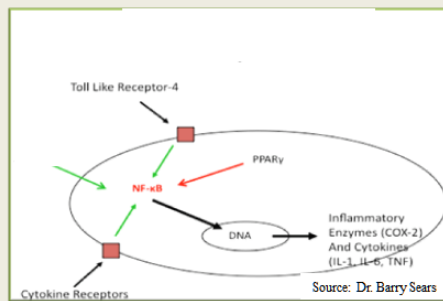 Toll Like Receptor-4
PPARγ
NF-κB
DNA
Inflammatory
Enzymes (COX-2)
And Cytokines
(IL-1, IL-6, TNF)
Cytokine Receptors
Source: Dr. Barry Sears